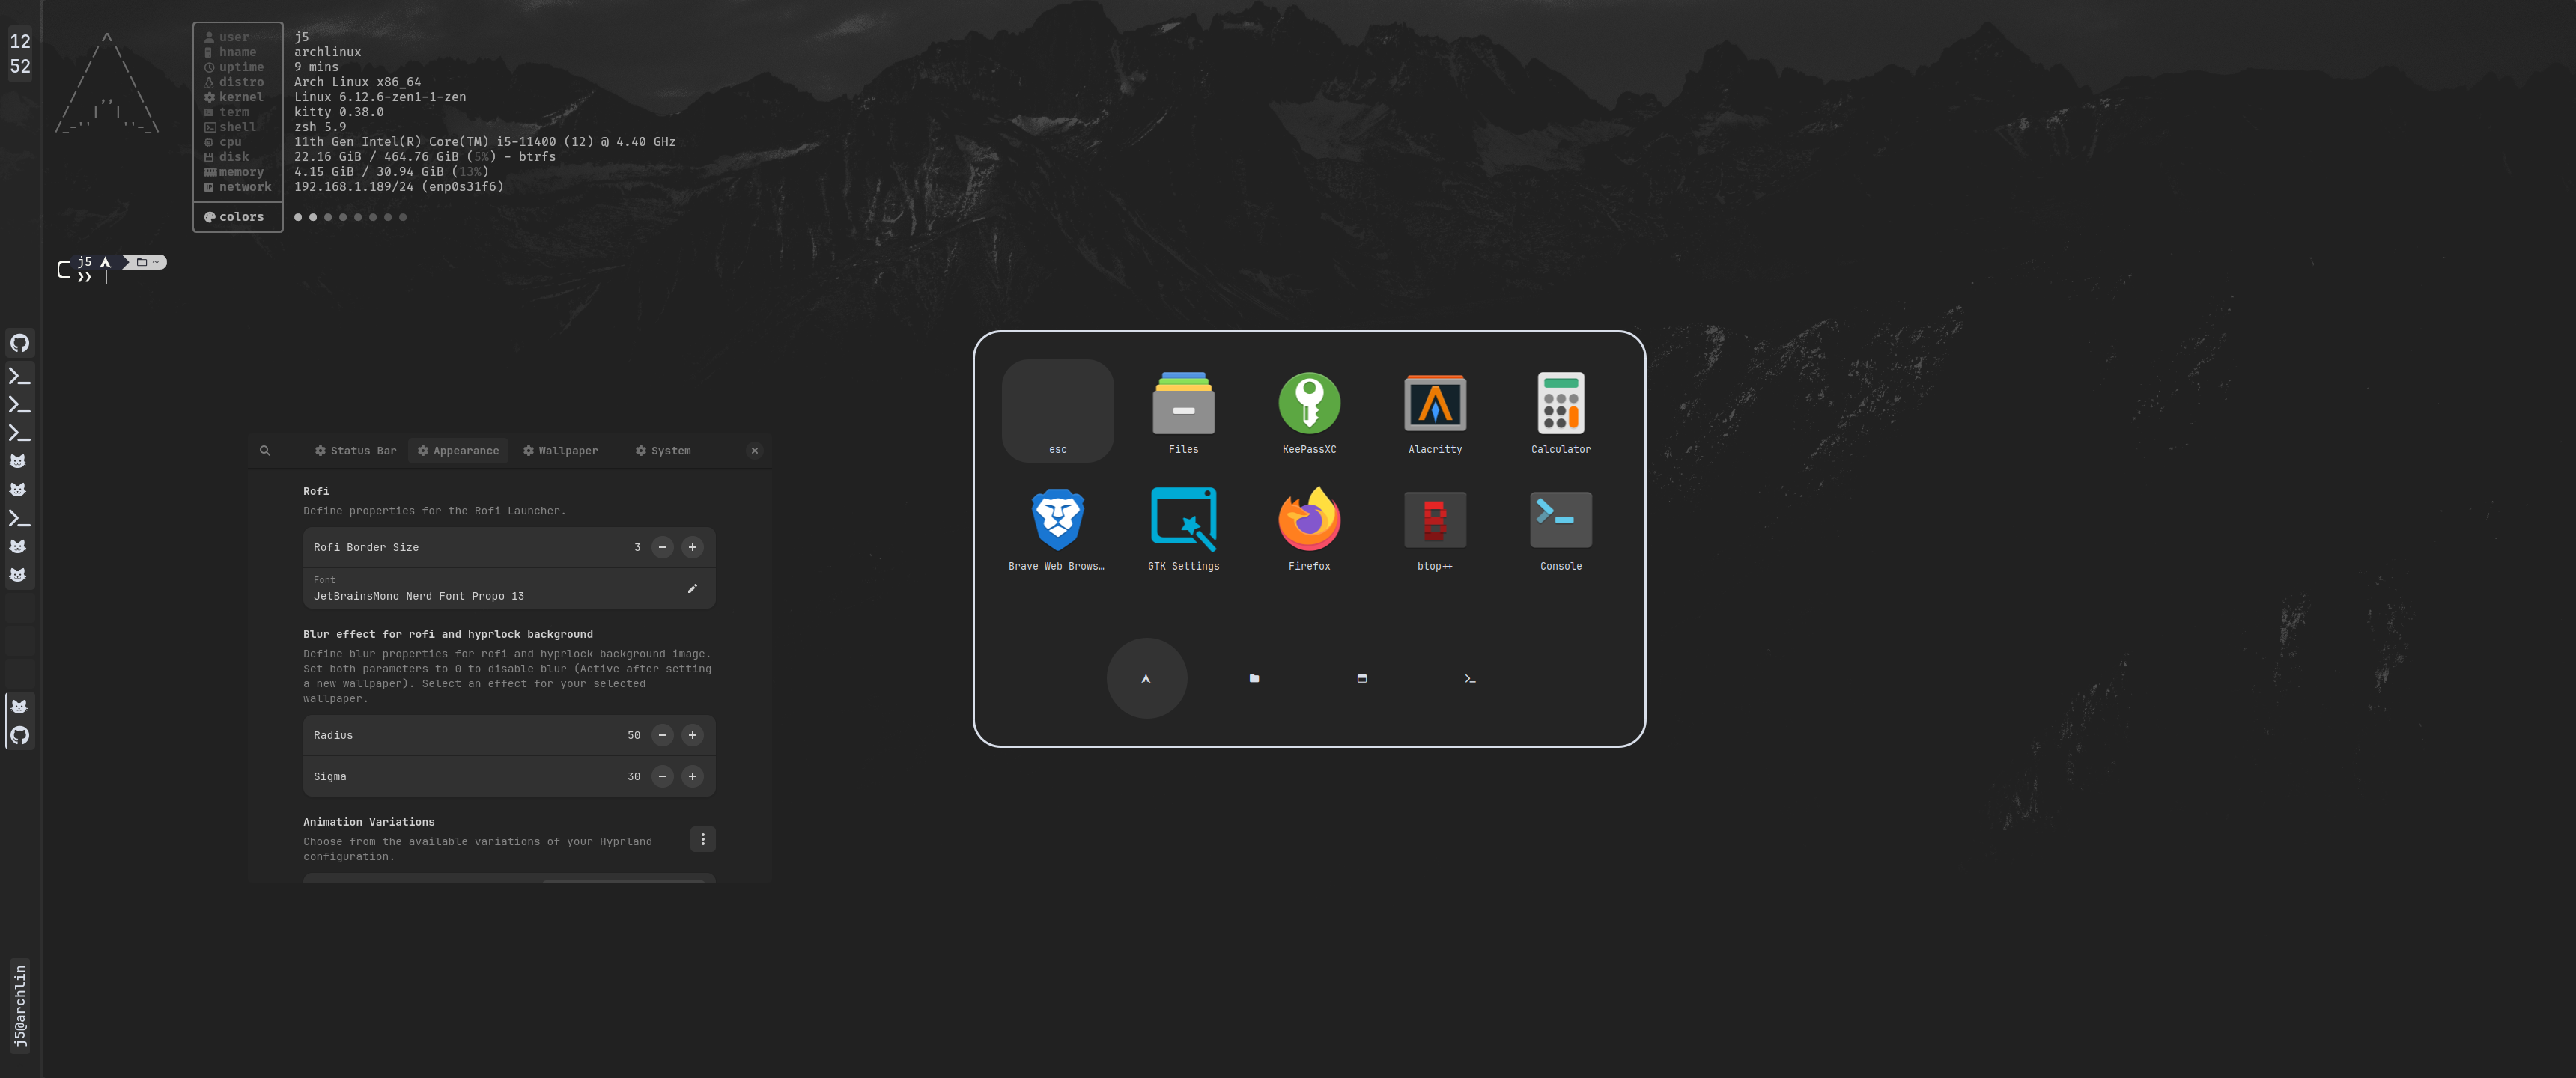 12
52
user j5
hname archlinux
uptime 9 mins
distro Arch Linux x86_64
kernel Linux 6.12.6-zen1-1-zen
term kitty 0.38.0
shell zsh 5.9
cpu 11th Gen Intel(R) Core(TM) i5-11400 (12) @ 4.40 GHz
disk 22.16 GiB / 464.76 GiB (5%) - btrfs
memory 4.15 GiB / 30.94 GiB (13%)
network 192.168.1.189/24 (enp0s31f6)
colors
j5 ~
❯❯
Status Bar Appearance Wallpaper System
Rofi
Define properties for the Rofi Launcher.
Rofi Border Size 3 − +
Font
JetBrainsMono Nerd Font Propo 13
Blur effect for rofi and hyprlock background
Define blur properties for rofi and hyprlock background image.
Set both parameters to 0 to disable blur (Active after setting
a new wallpaper). Select an effect for your selected
wallpaper.
Radius 50 − +
Sigma 30 − +
Animation Variations
Choose from the available variations of your Hyprland
configuration.
esc Files KeePassXC Alacritty Calculator
Brave Web Brows… GTK Settings Firefox btop++ Console
j5@archlin